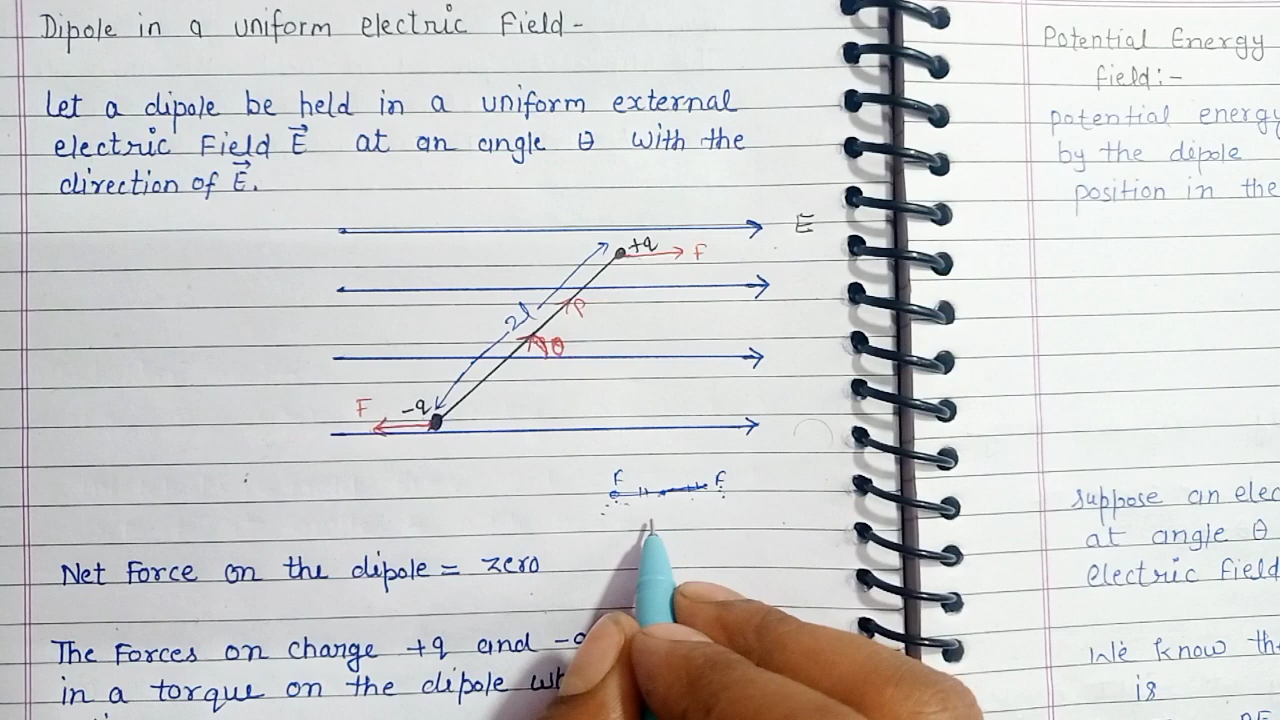 Dipole in a uniform electric Field -
Let a dipole be held in a uniform external
electric Field E⃗ at an angle θ with the
direction of E⃗.
E
+q
F
2l
P
θ
F
-q
F F
Net Force on the dipole = zero
The Forces on charge +q and -q
in a torque on the dipole
Potential Energy
field:-
potential energy
by the dipole
position in the
suppose an elec
at angle θ
electric field
We know th
is